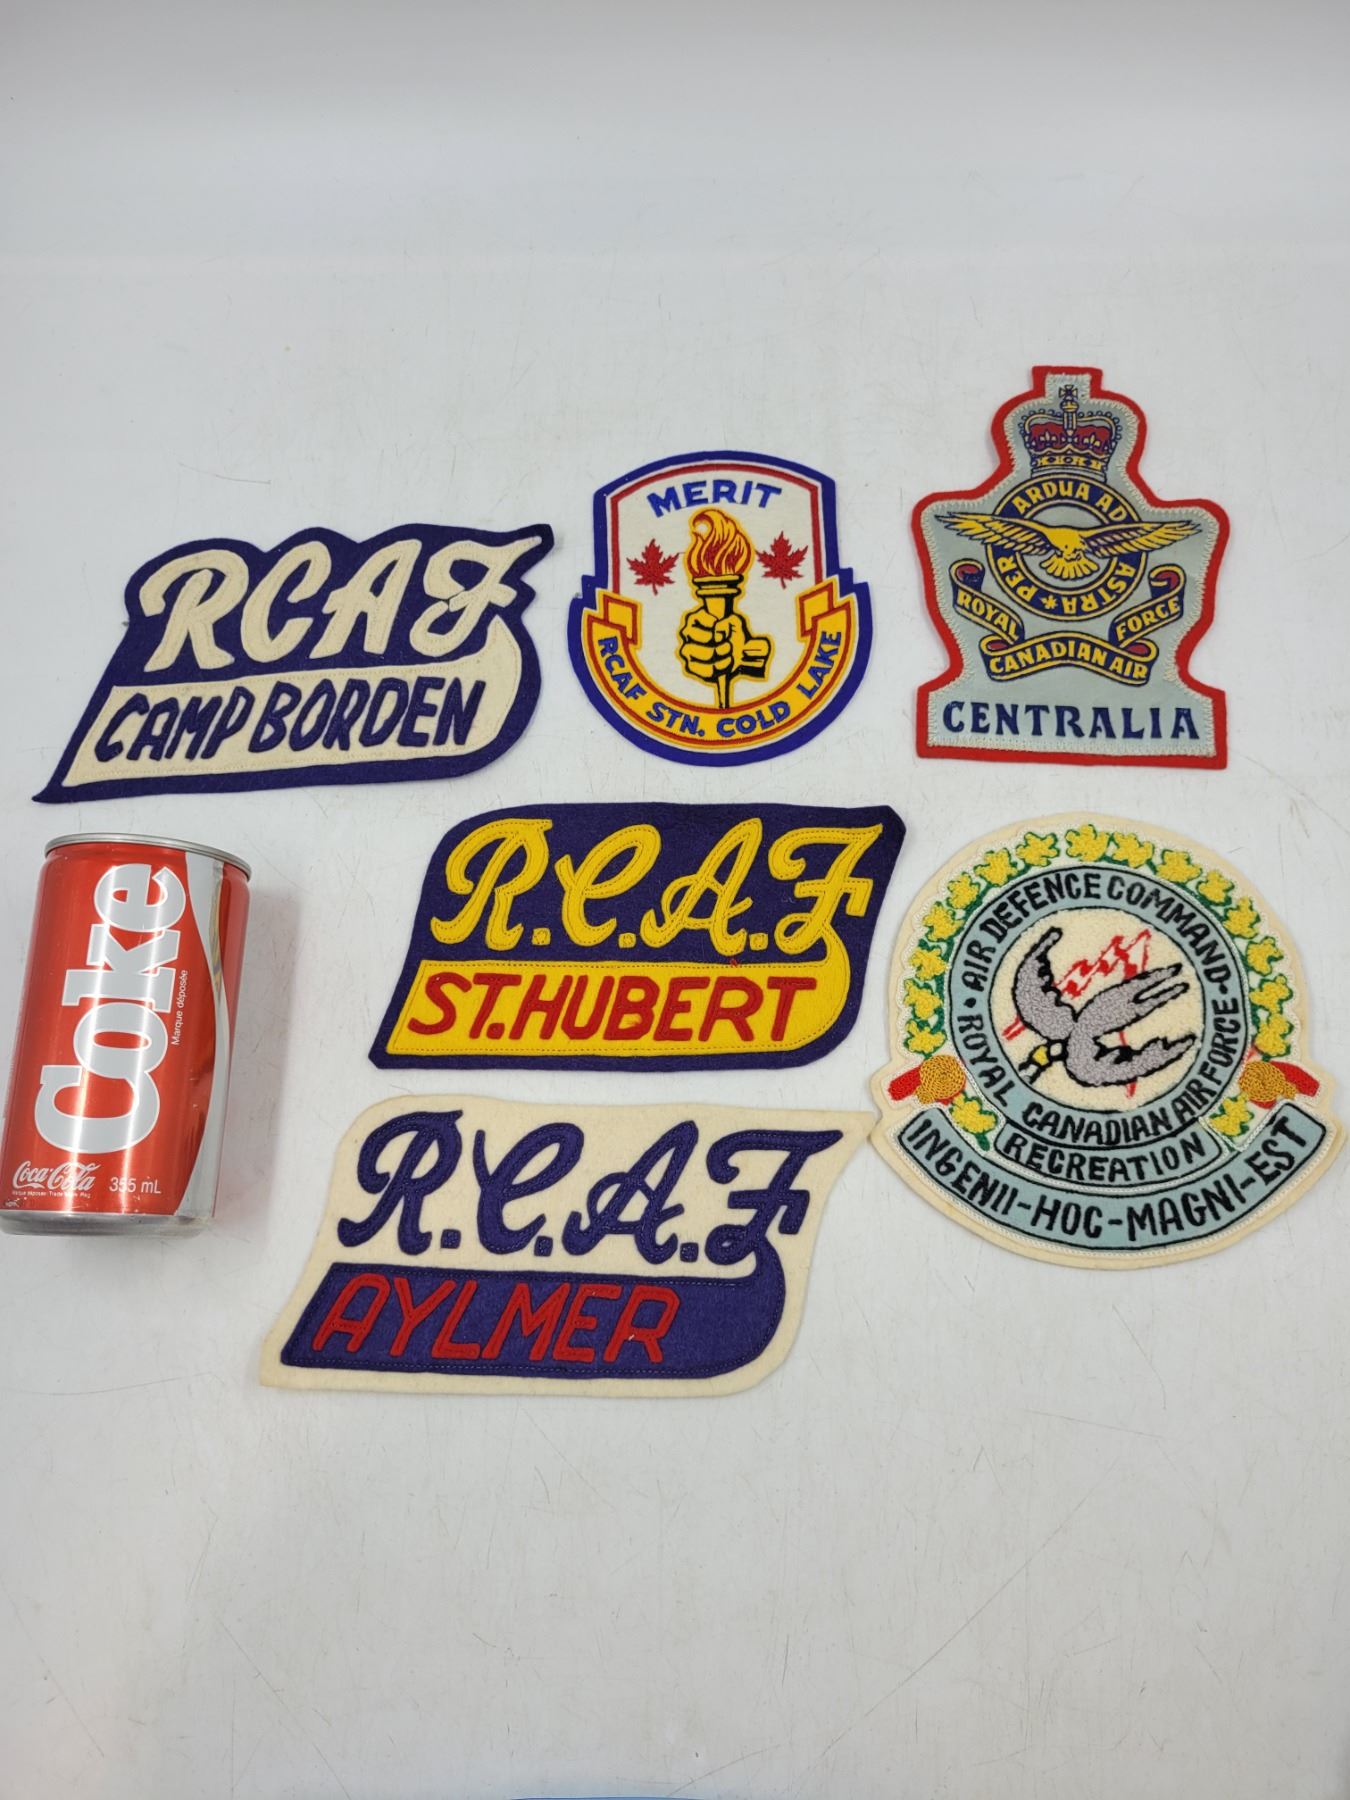 RCAF
CAMP BORDEN
MERIT
RCAF STN. COLD LAKE
PER ARDUA AD ASTRA
ROYAL CANADIAN AIR FORCE
CENTRALIA
R.C.A.F
ST.HUBERT
R.C.A.F
AYLMER
AIR DEFENCE COMMAND
ROYAL CANADIAN AIR FORCE
RECREATION
INGENII-HOC-MAGNI-EST
Coke
Marque déposée
Coca-Cola
355 mL